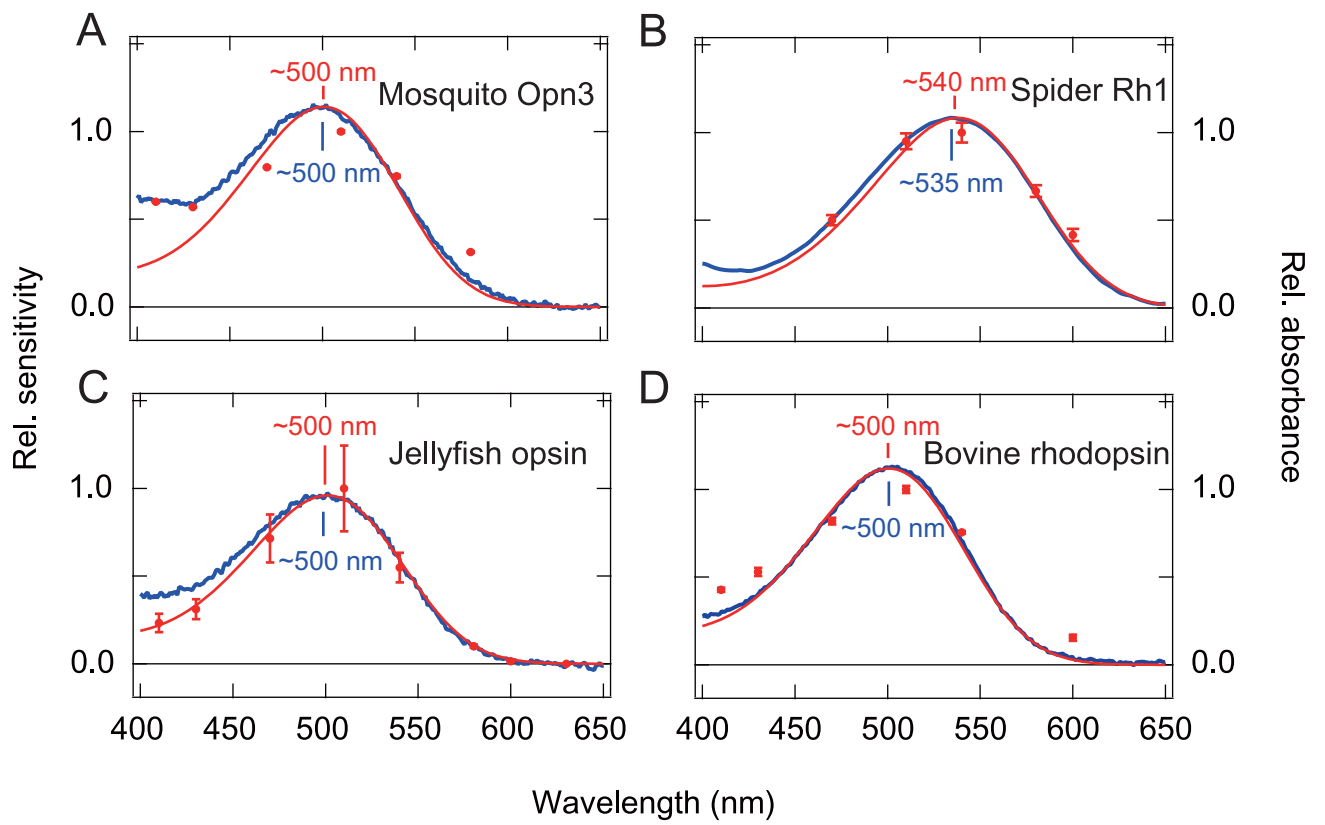 A
~500 nm
Mosquito Opn3
1.0
~500 nm
0.0
B
~540 nm
Spider Rh1
1.0
~535 nm
0.0
Rel. sensitivity
Rel. absorbance
C
~500 nm
Jellyfish opsin
1.0
~500 nm
0.0
400 450 500 550 600 650
D
~500 nm
Bovine rhodopsin
1.0
~500 nm
0.0
400 450 500 550 600 650
Wavelength (nm)